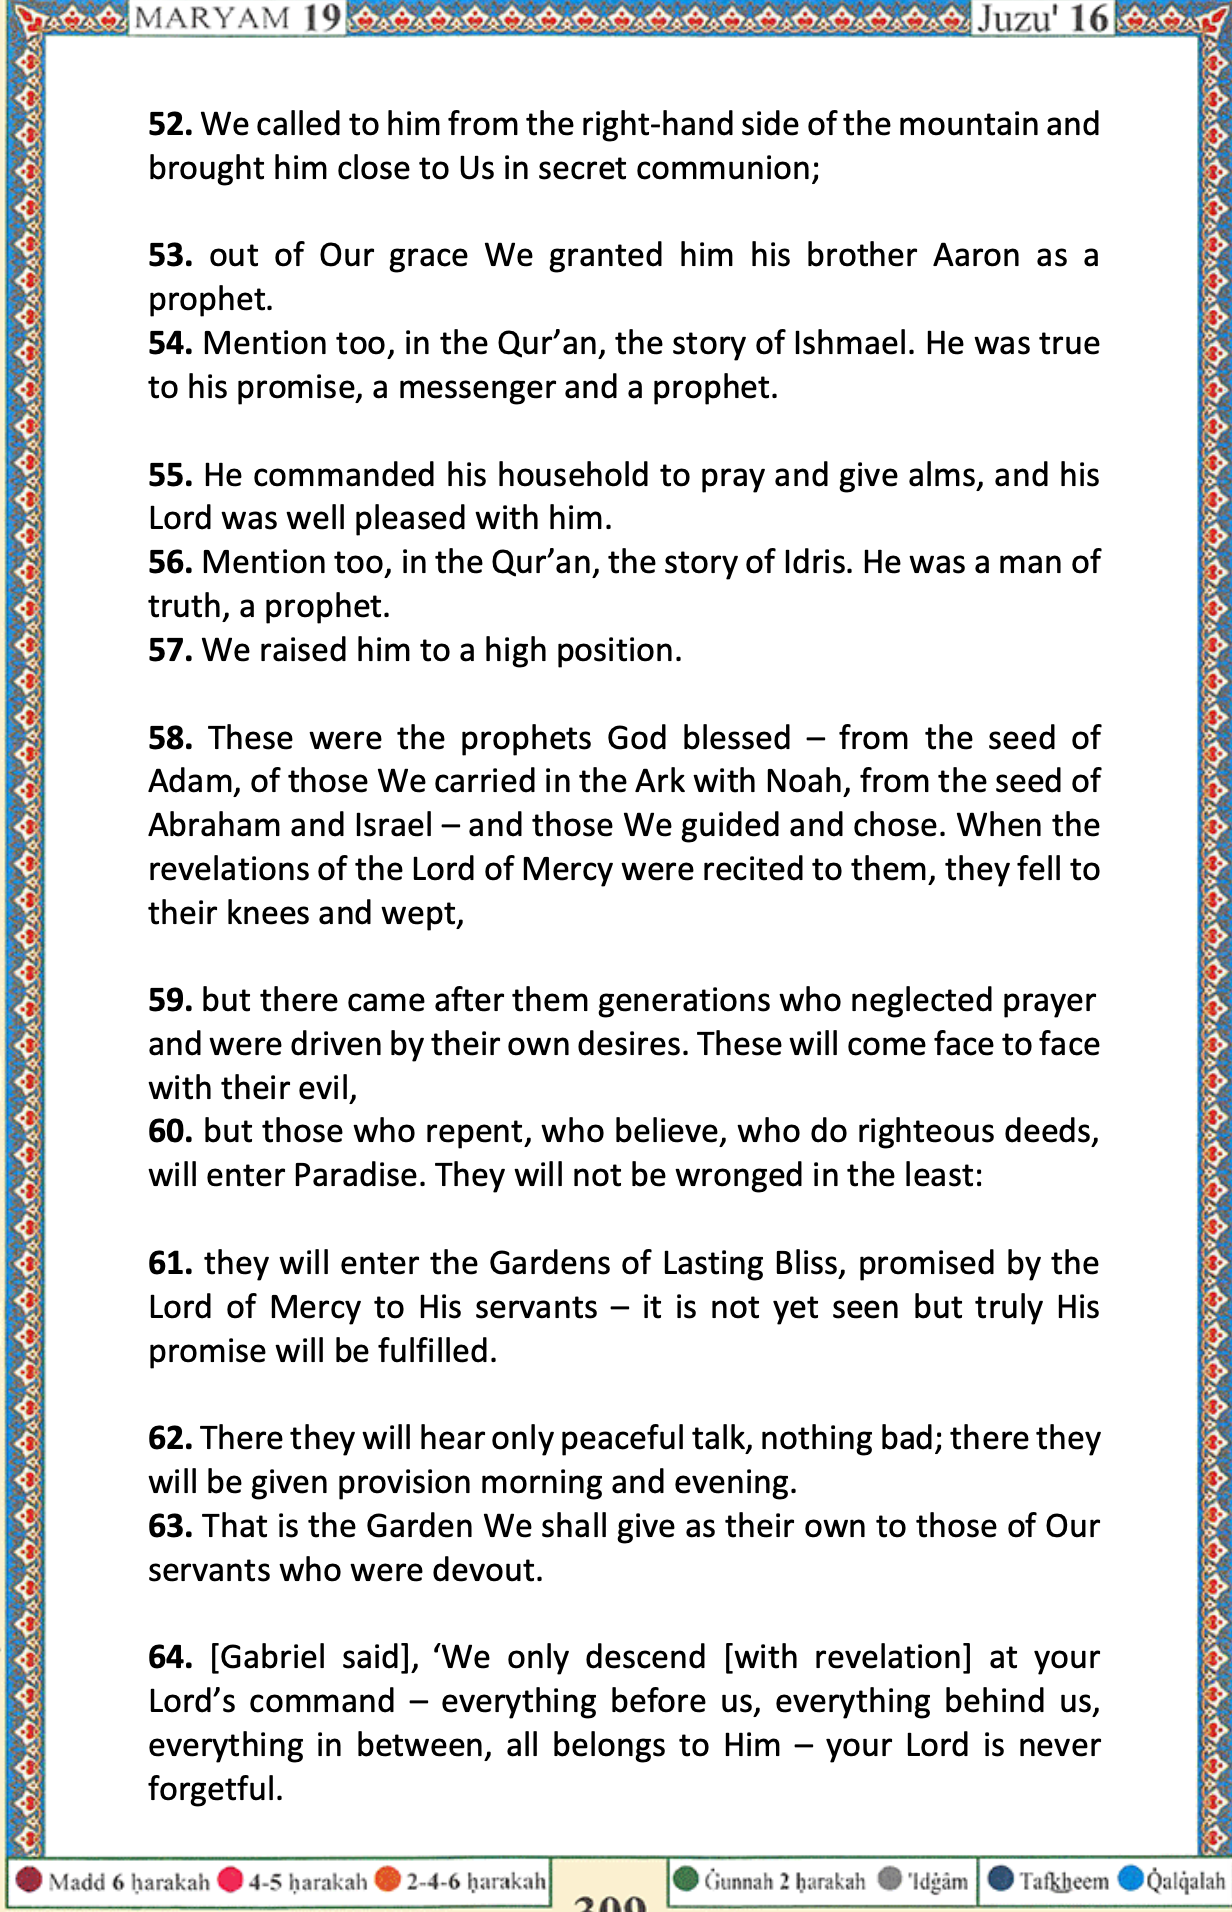 MARYAM 19 Juzu' 16
52. We called to him from the right-hand side of the mountain and
brought him close to Us in secret communion;
53. out of Our grace We granted him his brother Aaron as a
prophet.
54. Mention too, in the Qur’an, the story of Ishmael. He was true
to his promise, a messenger and a prophet.
55. He commanded his household to pray and give alms, and his
Lord was well pleased with him.
56. Mention too, in the Qur’an, the story of Idris. He was a man of
truth, a prophet.
57. We raised him to a high position.
58. These were the prophets God blessed – from the seed of
Adam, of those We carried in the Ark with Noah, from the seed of
Abraham and Israel – and those We guided and chose. When the
revelations of the Lord of Mercy were recited to them, they fell to
their knees and wept,
59. but there came after them generations who neglected prayer
and were driven by their own desires. These will come face to face
with their evil,
60. but those who repent, who believe, who do righteous deeds,
will enter Paradise. They will not be wronged in the least:
61. they will enter the Gardens of Lasting Bliss, promised by the
Lord of Mercy to His servants – it is not yet seen but truly His
promise will be fulfilled.
62. There they will hear only peaceful talk, nothing bad; there they
will be given provision morning and evening.
63. That is the Garden We shall give as their own to those of Our
servants who were devout.
64. [Gabriel said], ‘We only descend [with revelation] at your
Lord’s command – everything before us, everything behind us,
everything in between, all belongs to Him – your Lord is never
forgetful.
Madd 6 ḥarakah 4-5 ḥarakah 2-4-6 ḥarakah Ġunnah 2 ḥarakah 'Idġâm Tafkheem Q̇alq̇alah
309